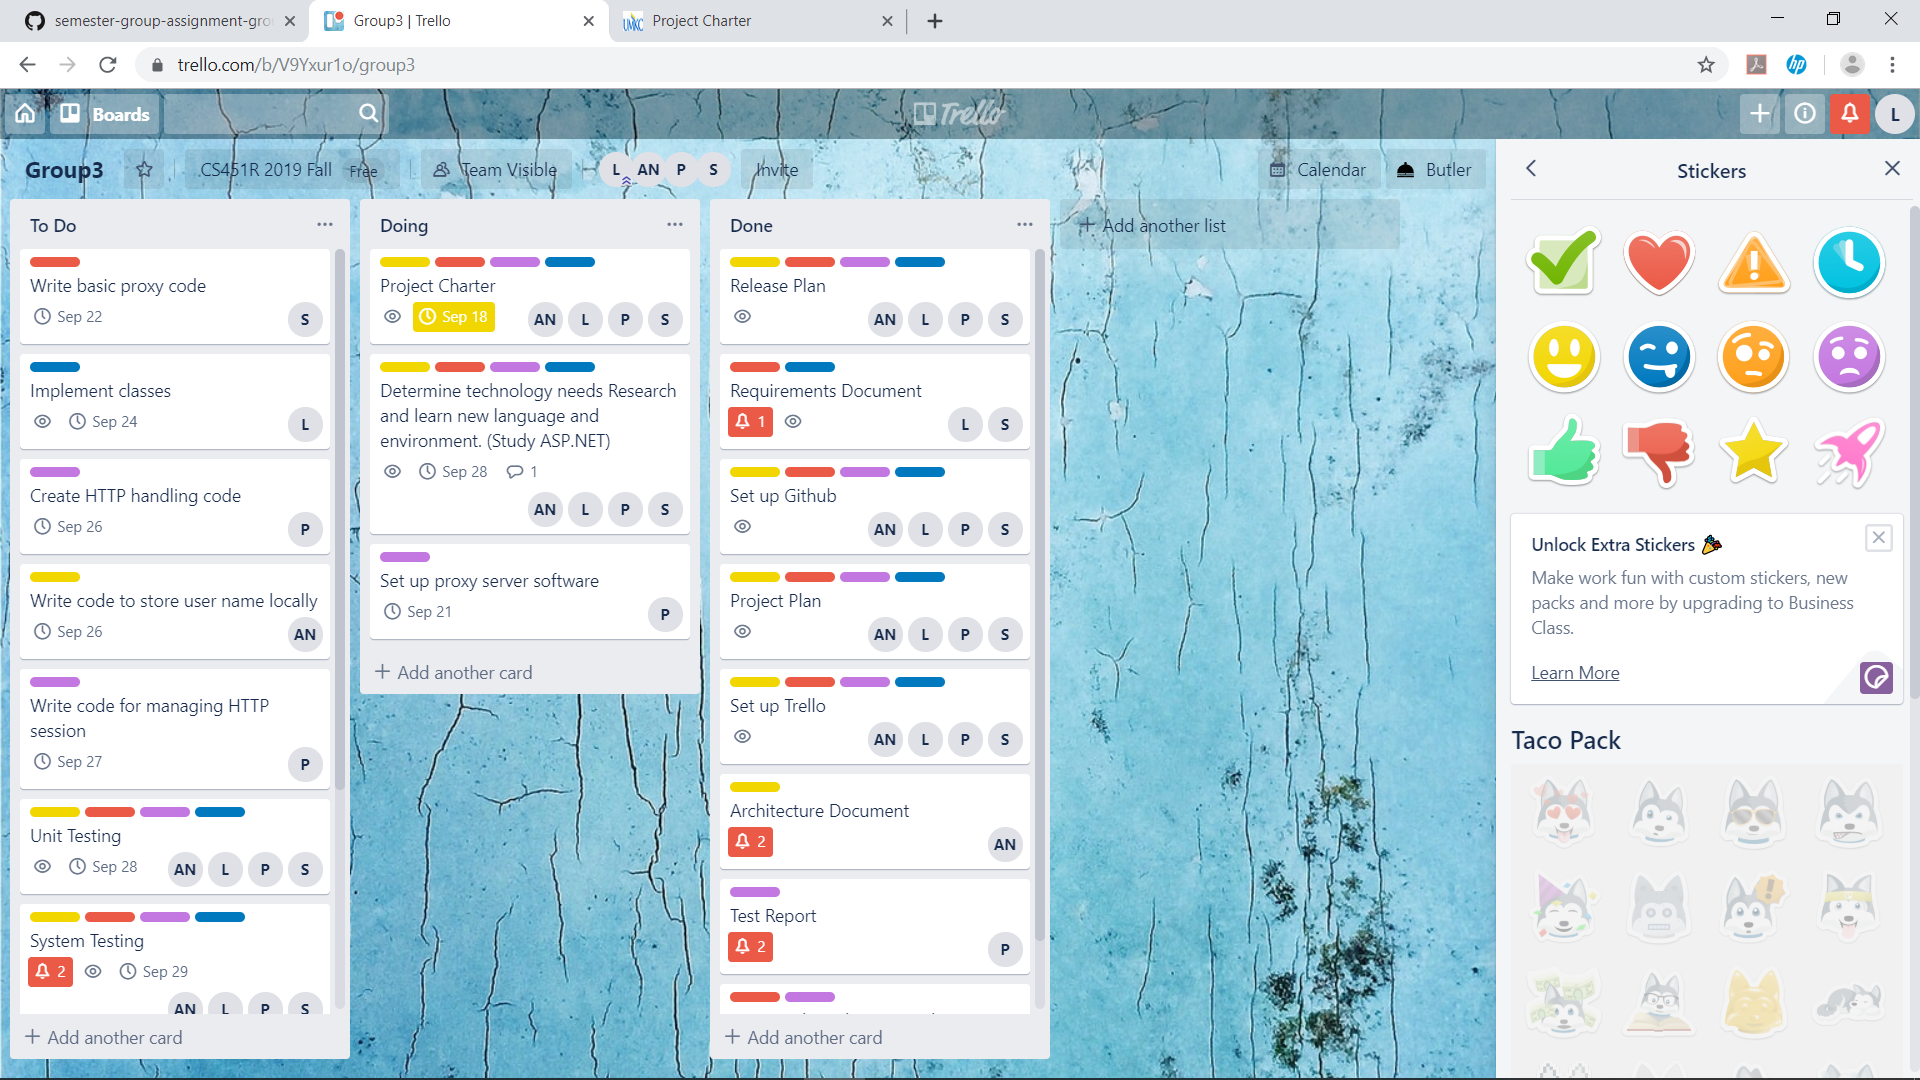 semester-group-assignment-gro
Group3 | Trello
Project Charter
trello.com/b/V9Yxur1o/group3
Boards
Trello
L
Group3
CS451R 2019 Fall Free
Team Visible
L AN P S
Invite
Calendar
Butler
To Do
Write basic proxy code
Sep 22
S
Implement classes
Sep 24
L
Create HTTP handling code
Sep 26
P
Write code to store user name locally
Sep 26
AN
Write code for managing HTTP
session
Sep 27
P
Unit Testing
Sep 28
AN L P S
System Testing
2 Sep 29
AN L P S
+ Add another card
Doing
Project Charter
Sep 18
AN L P S
Determine technology needs Research
and learn new language and
environment. (Study ASP.NET)
Sep 28 1
AN L P S
Set up proxy server software
Sep 21
P
+ Add another card
Done
Release Plan
AN L P S
Requirements Document
1
L S
Set up Github
AN L P S
Project Plan
AN L P S
Set up Trello
AN L P S
Architecture Document
2
AN
Test Report
2
P
+ Add another card
+ Add another list
Stickers
Unlock Extra Stickers
Make work fun with custom stickers, new
packs and more by upgrading to Business
Class.
Learn More
Taco Pack